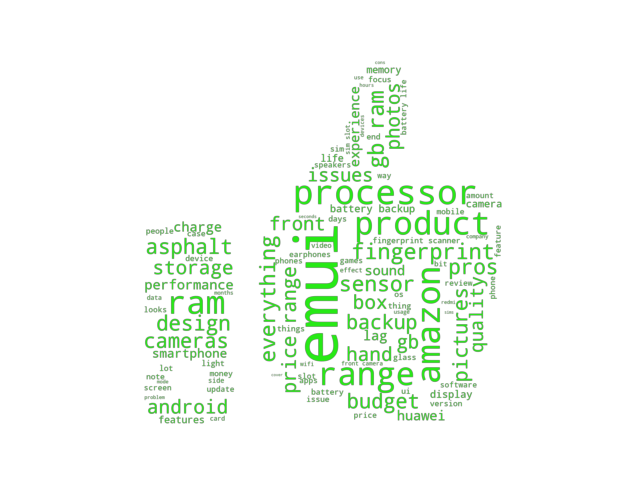 cons
memory
use
focus
hours
experience
gb ram
photos
battery life
devices
sim slot
end
sim
life
speakers
way
issues
processor
amount
camera
battery backup
mobile
seconds
front
days
product
people
charge
case
asphalt
device
storage
performance
months
data
ram
looks
design
cameras
smartphone
lot
light
note
money
mode
side
screen
update
problem
android
features
card
everything
emui
video
earphones
phones
games
effect
price range
things
fingerprint scanner
company
feature
fingerprint
bit
pros
sound
sensor
os
review
phone
box
thing
usage
redmi
backup
amazon
pictures
quality
lag
gb
hand
glass
wifi
front camera
cover
slot
apps
range
ui
software
battery
issue
budget
display
version
price
huawei